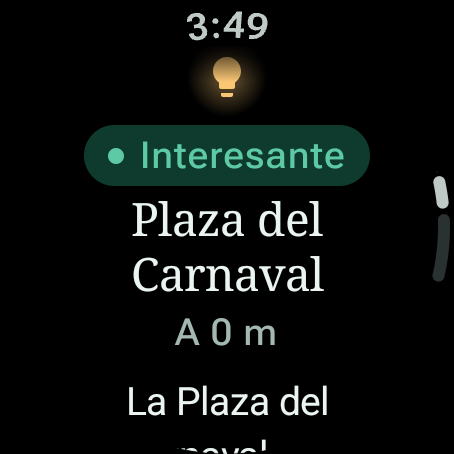 3:49
Interesante
Plaza del
Carnaval
A 0 m
La Plaza del